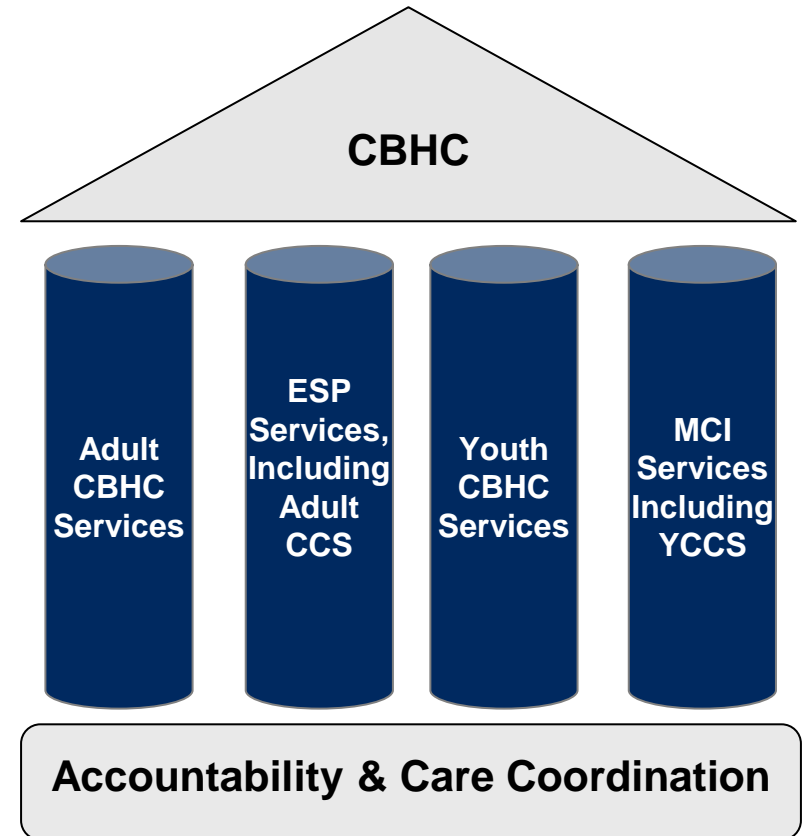 CBHC
Adult
CBHC
Services
ESP
Services,
Including
Adult
CCS
Youth
CBHC
Services
MCI
Services
Including
YCCS
Accountability & Care Coordination